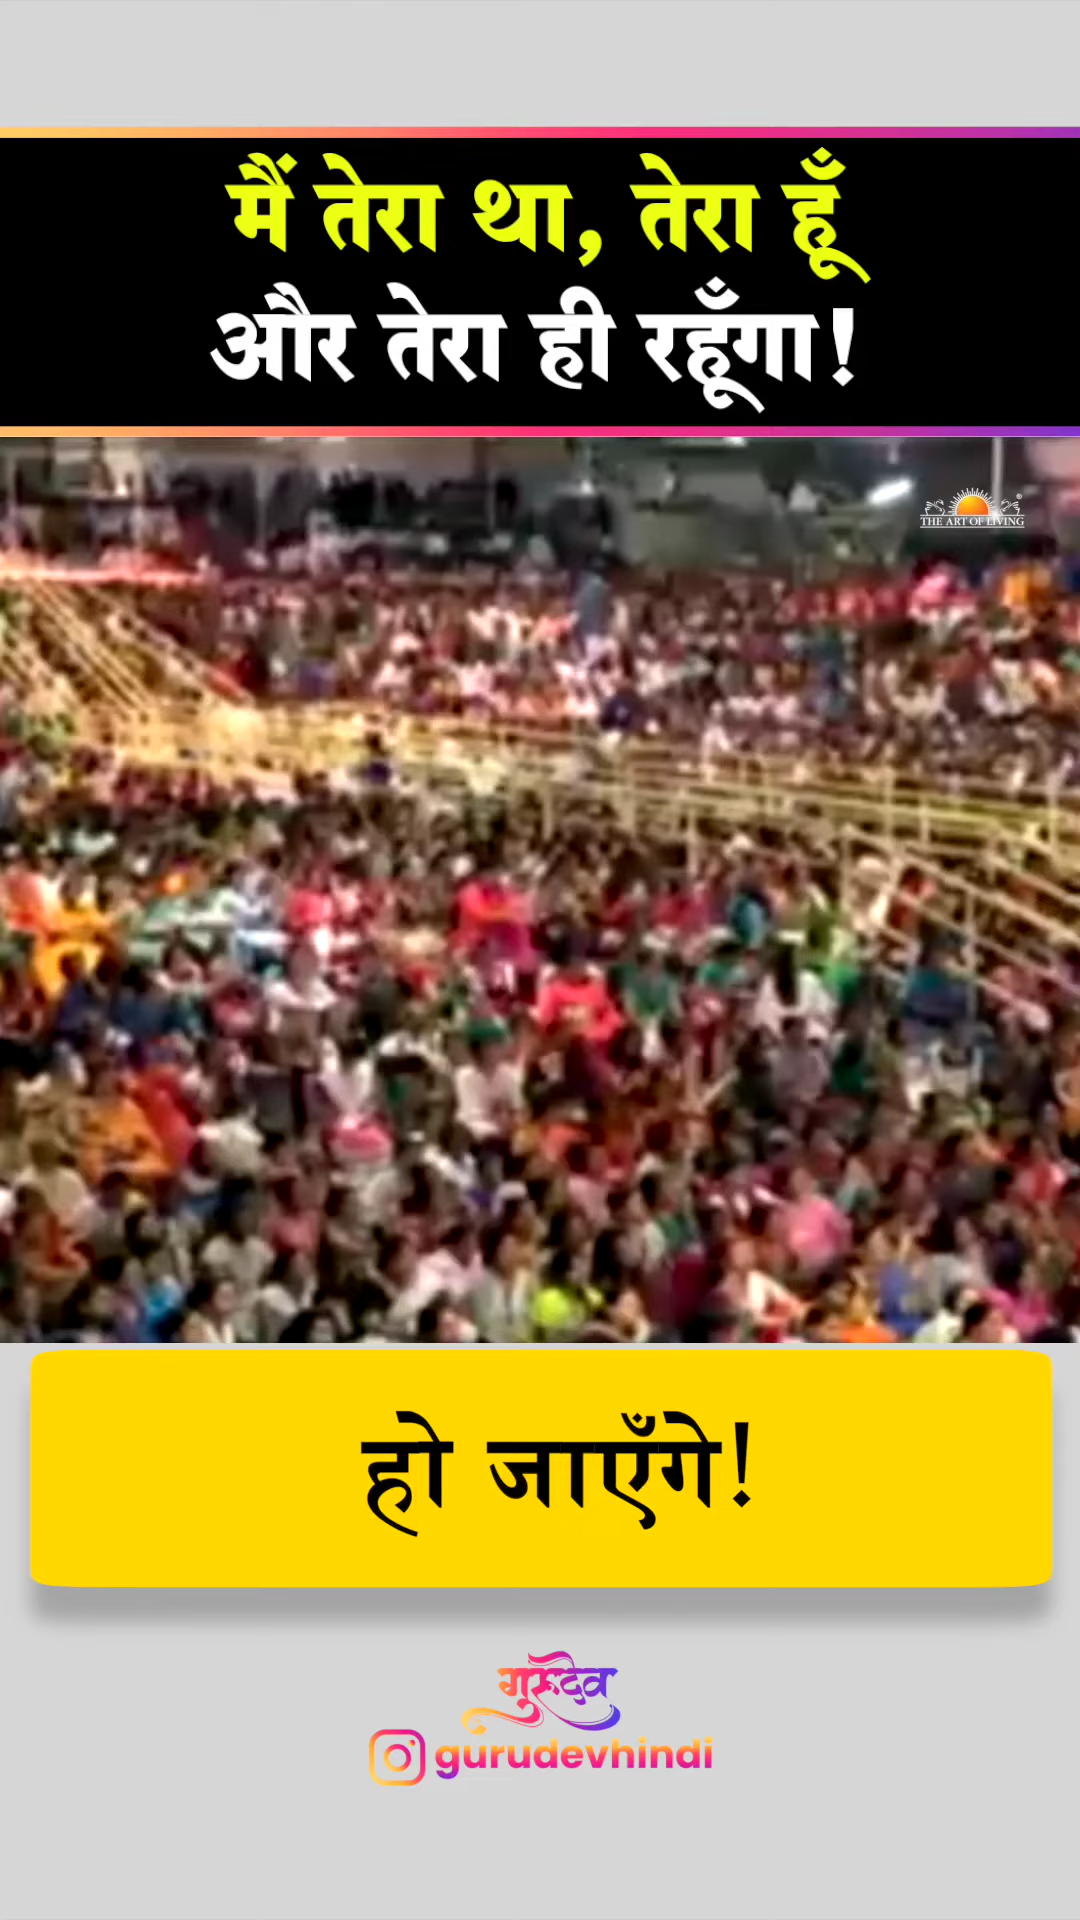 मैं तेरा था, तेरा हूँ
और तेरा ही रहूँगा!
THE ART OF LIVING
हो जाएँगे!
गुरुदेव
gurudevhindi